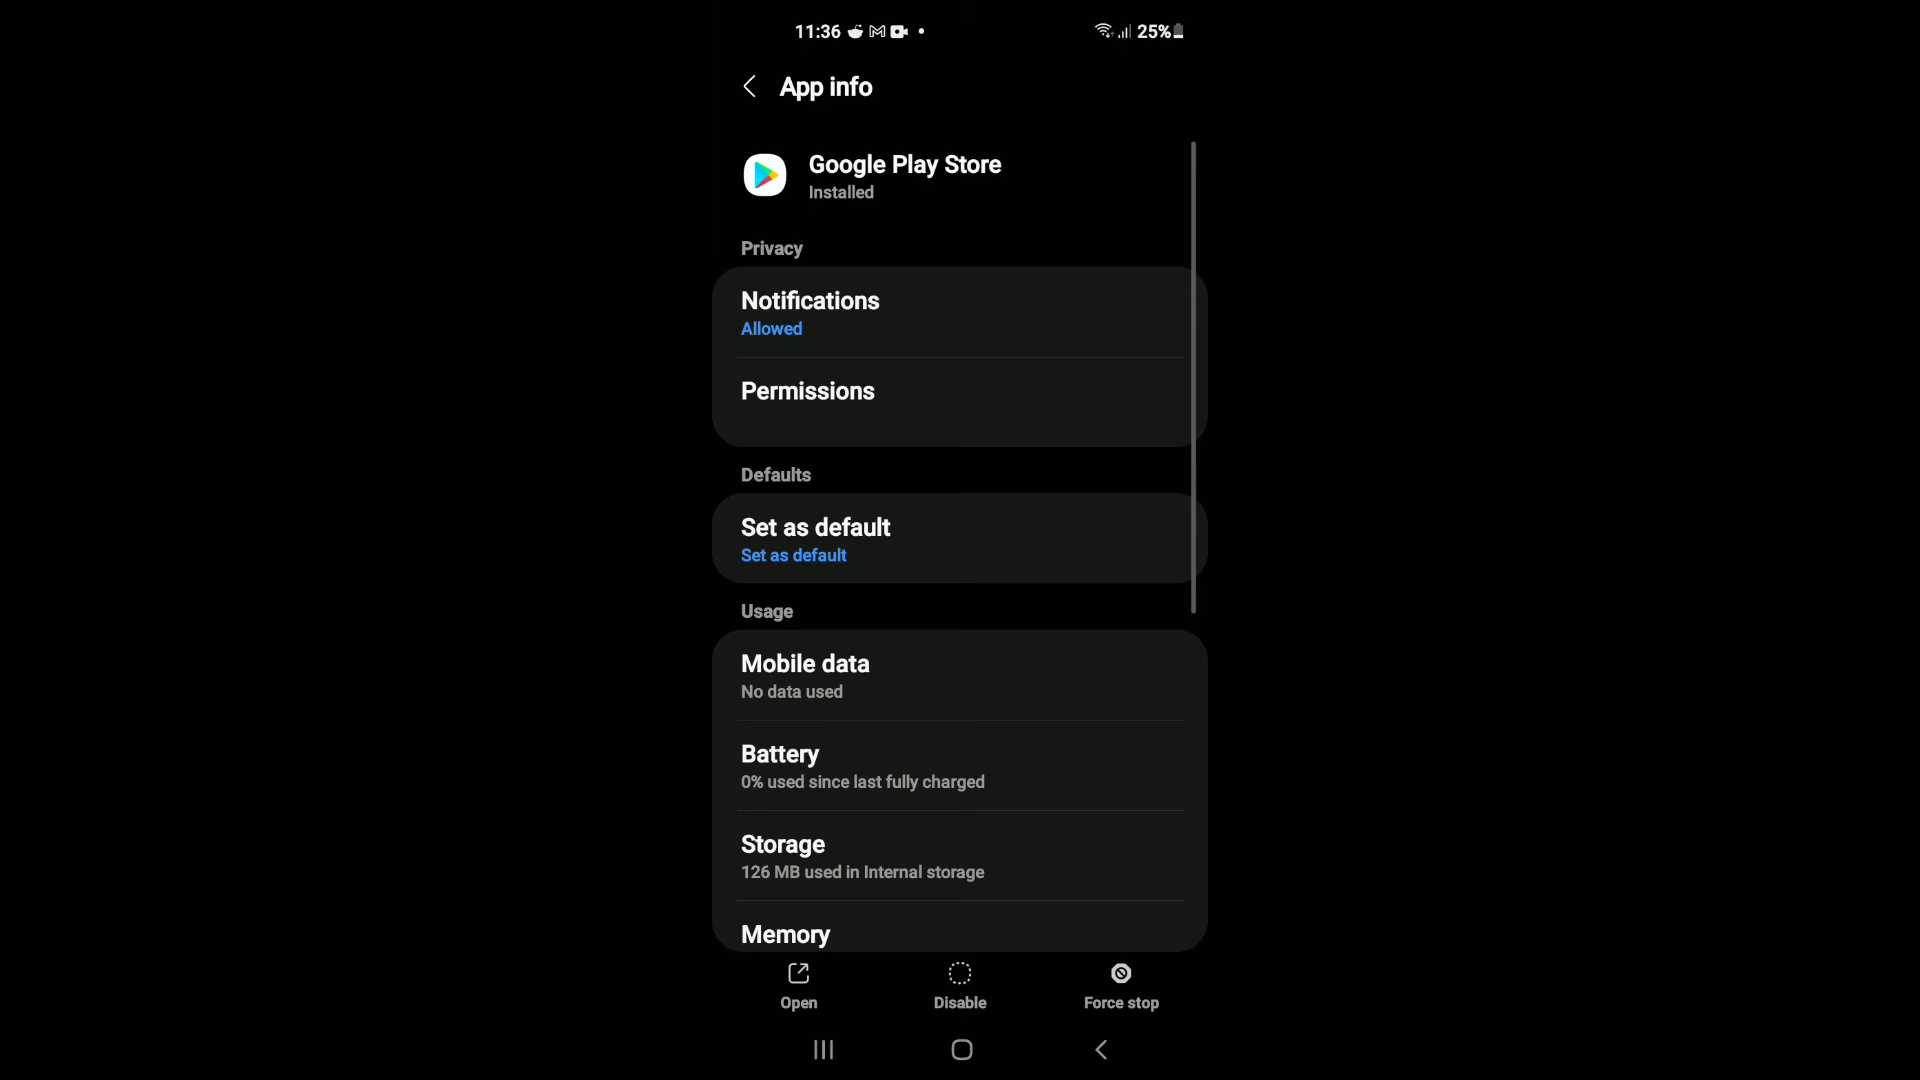 11:36
25%
App info
Google Play Store
Installed
Privacy
Notifications
Allowed
Permissions
Defaults
Set as default
Set as default
Usage
Mobile data
No data used
Battery
0% used since last fully charged
Storage
126 MB used in Internal storage
Memory
Open
Disable
Force stop